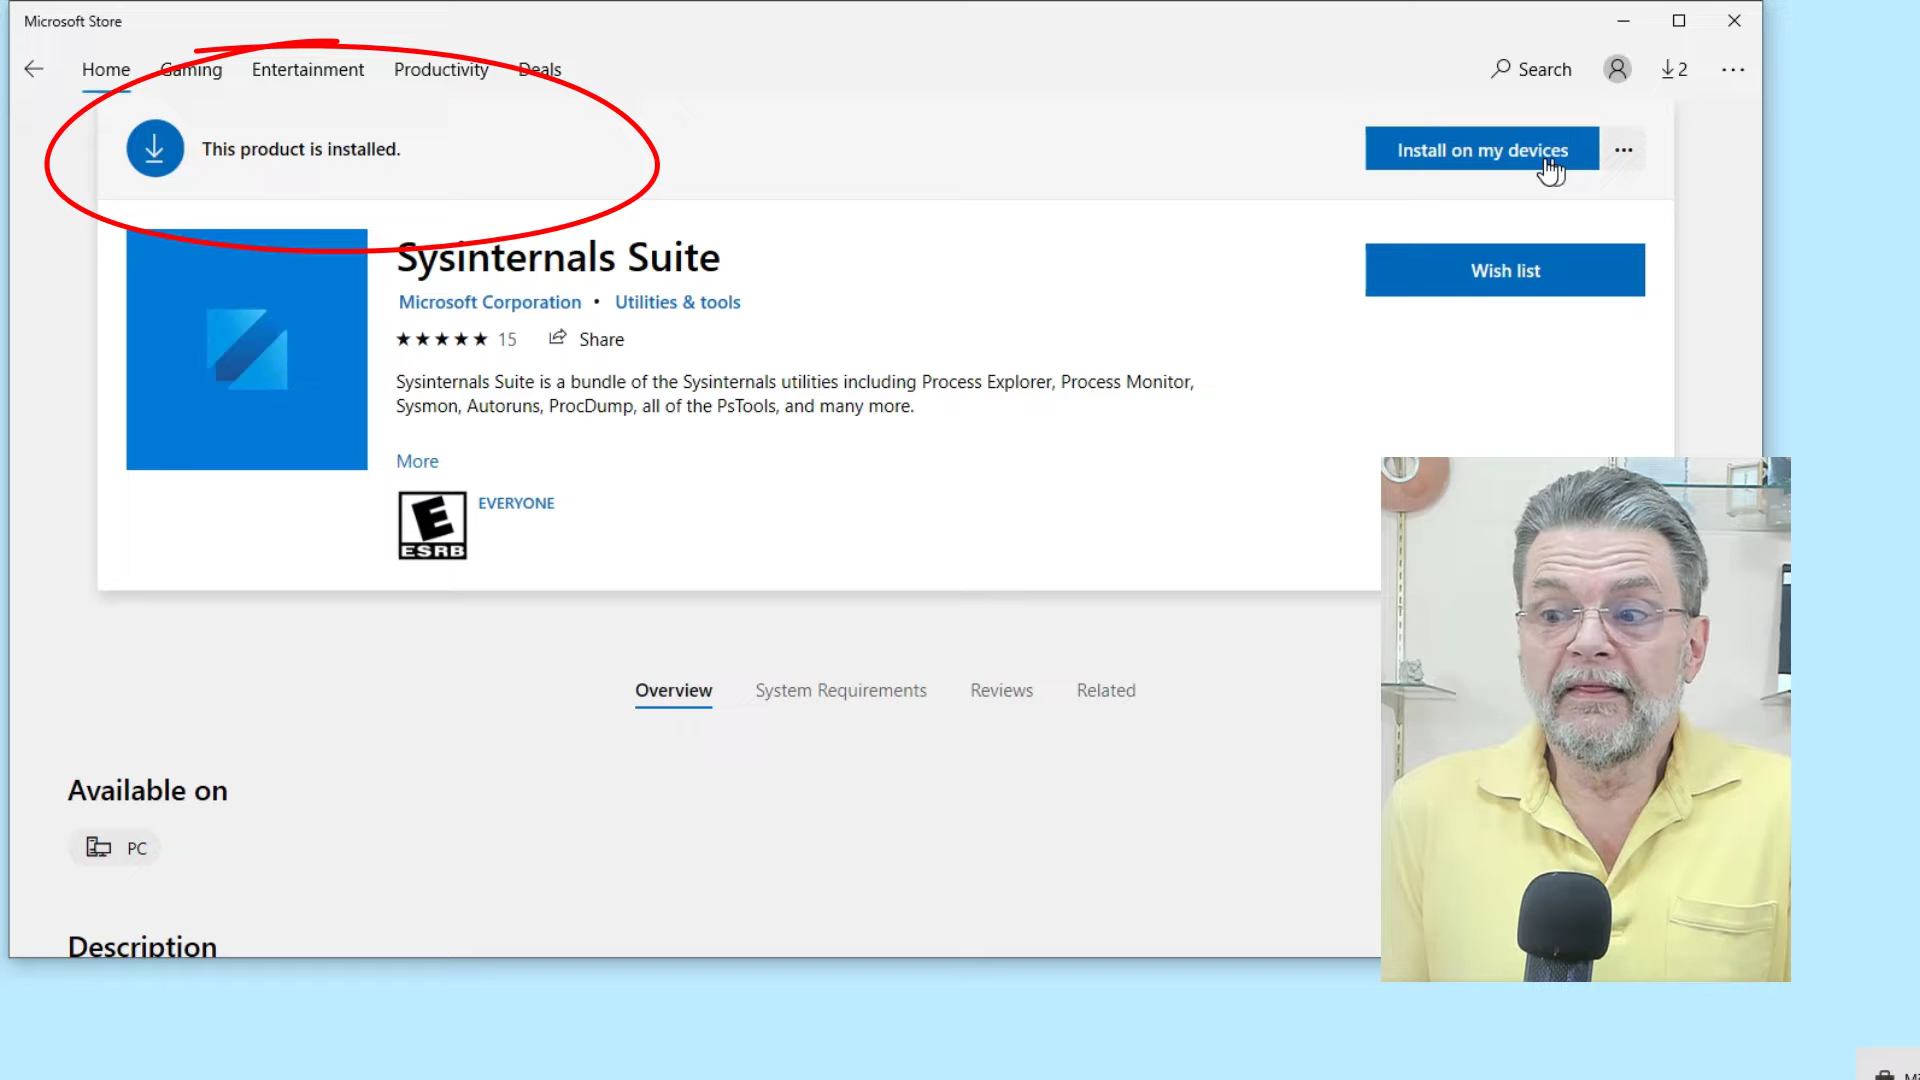 Microsoft Store
Home Gaming Entertainment Productivity Deals
Search
2
This product is installed.
Install on my devices
Sysinternals Suite
Wish list
Microsoft Corporation • Utilities & tools
15 Share
Sysinternals Suite is a bundle of the Sysinternals utilities including Process Explorer, Process Monitor,
Sysmon, Autoruns, ProcDump, all of the PsTools, and many more.
More
E
ESRB
EVERYONE
Overview System Requirements Reviews Related
Available on
PC
Description